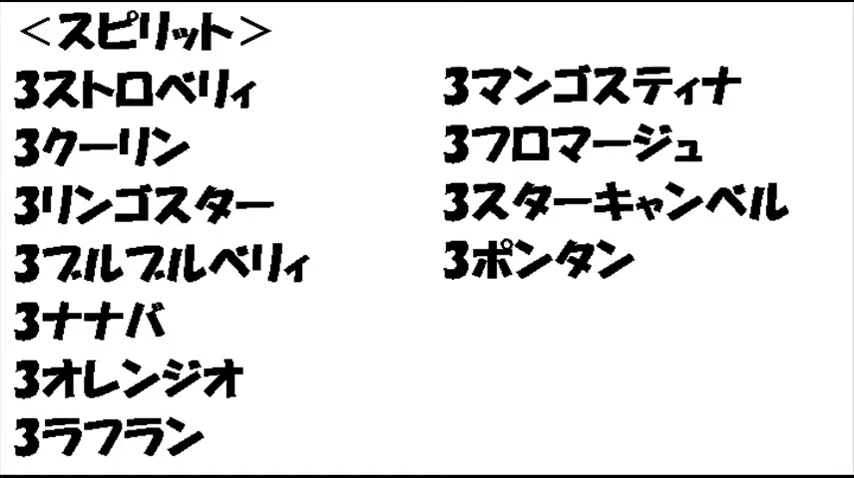 ＜スピリット＞
3ストロベリィ
3クーリン
3リンゴスター
3ブルブルベリィ
3ナナバ
3オレンジオ
3ラフラン
3マンゴスティナ
3フロマージュ
3スターキャンベル
3ポンタン